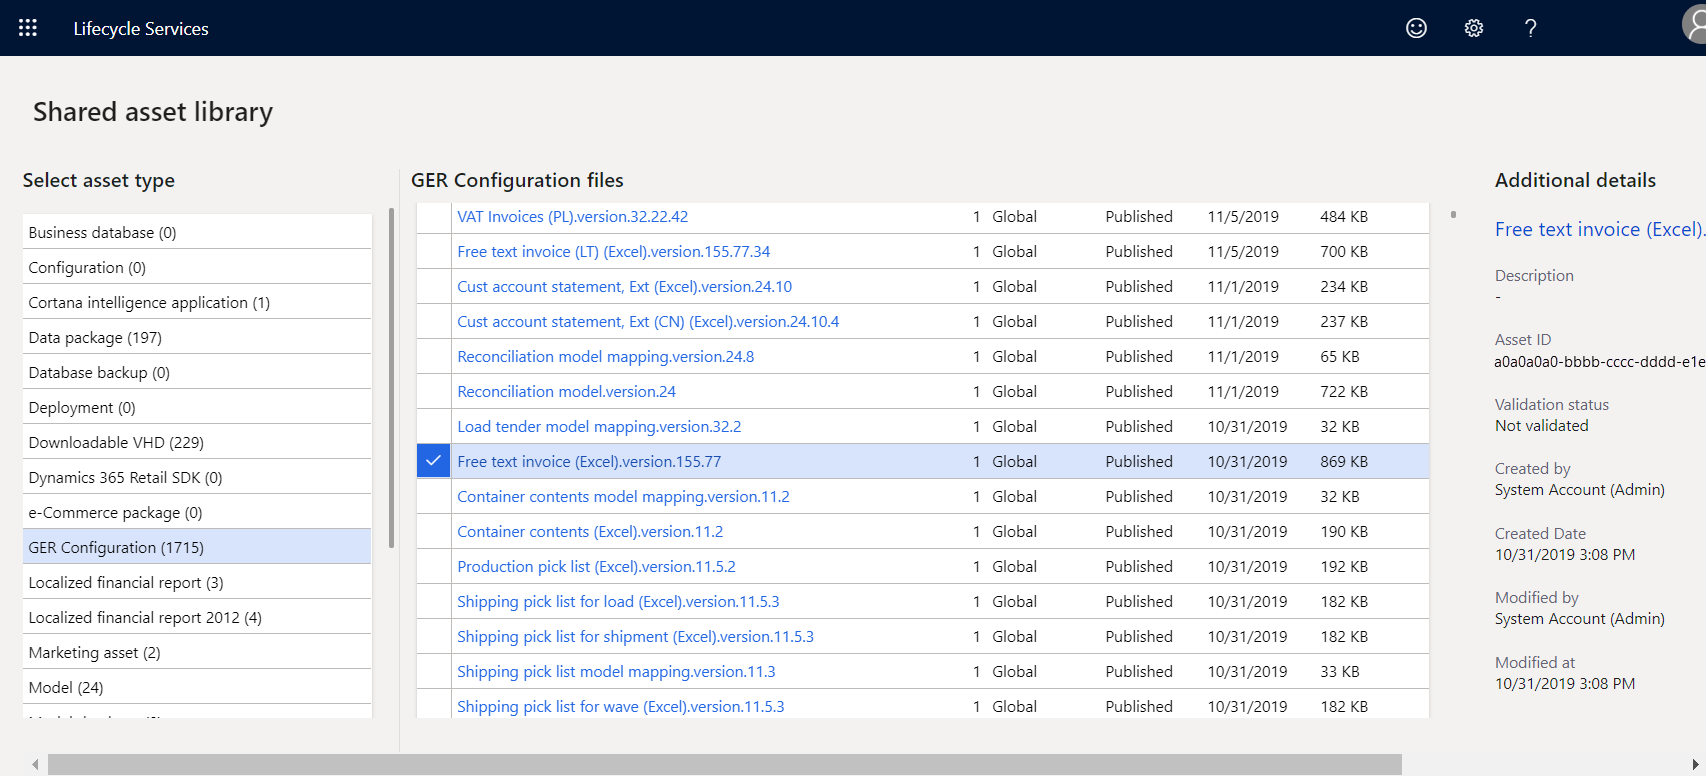 Lifecycle Services
?
Shared asset library
Select asset type
Business database (0)
Configuration (0)
Cortana intelligence application (1)
Data package (197)
Database backup (0)
Deployment (0)
Downloadable VHD (229)
Dynamics 365 Retail SDK (0)
e-Commerce package (0)
GER Configuration (1715)
Localized financial report (3)
Localized financial report 2012 (4)
Marketing asset (2)
Model (24)
GER Configuration files
VAT Invoices (PL).version.32.22.42 1 Global Published 11/5/2019 484 KB
Free text invoice (LT) (Excel).version.155.77.34 1 Global Published 11/5/2019 700 KB
Cust account statement, Ext (Excel).version.24.10 1 Global Published 11/1/2019 234 KB
Cust account statement, Ext (CN) (Excel).version.24.10.4 1 Global Published 11/1/2019 237 KB
Reconciliation model mapping.version.24.8 1 Global Published 11/1/2019 65 KB
Reconciliation model.version.24 1 Global Published 11/1/2019 722 KB
Load tender model mapping.version.32.2 1 Global Published 10/31/2019 32 KB
Free text invoice (Excel).version.155.77 1 Global Published 10/31/2019 869 KB
Container contents model mapping.version.11.2 1 Global Published 10/31/2019 32 KB
Container contents (Excel).version.11.2 1 Global Published 10/31/2019 190 KB
Production pick list (Excel).version.11.5.2 1 Global Published 10/31/2019 192 KB
Shipping pick list for load (Excel).version.11.5.3 1 Global Published 10/31/2019 182 KB
Shipping pick list for shipment (Excel).version.11.5.3 1 Global Published 10/31/2019 182 KB
Shipping pick list model mapping.version.11.3 1 Global Published 10/31/2019 33 KB
Shipping pick list for wave (Excel).version.11.5.3 1 Global Published 10/31/2019 182 KB
Additional details
Free text invoice (Excel).
Description
-
Asset ID
a0a0a0a0-bbbb-cccc-dddd-e1e
Validation status
Not validated
Created by
System Account (Admin)
Created Date
10/31/2019 3:08 PM
Modified by
System Account (Admin)
Modified at
10/31/2019 3:08 PM